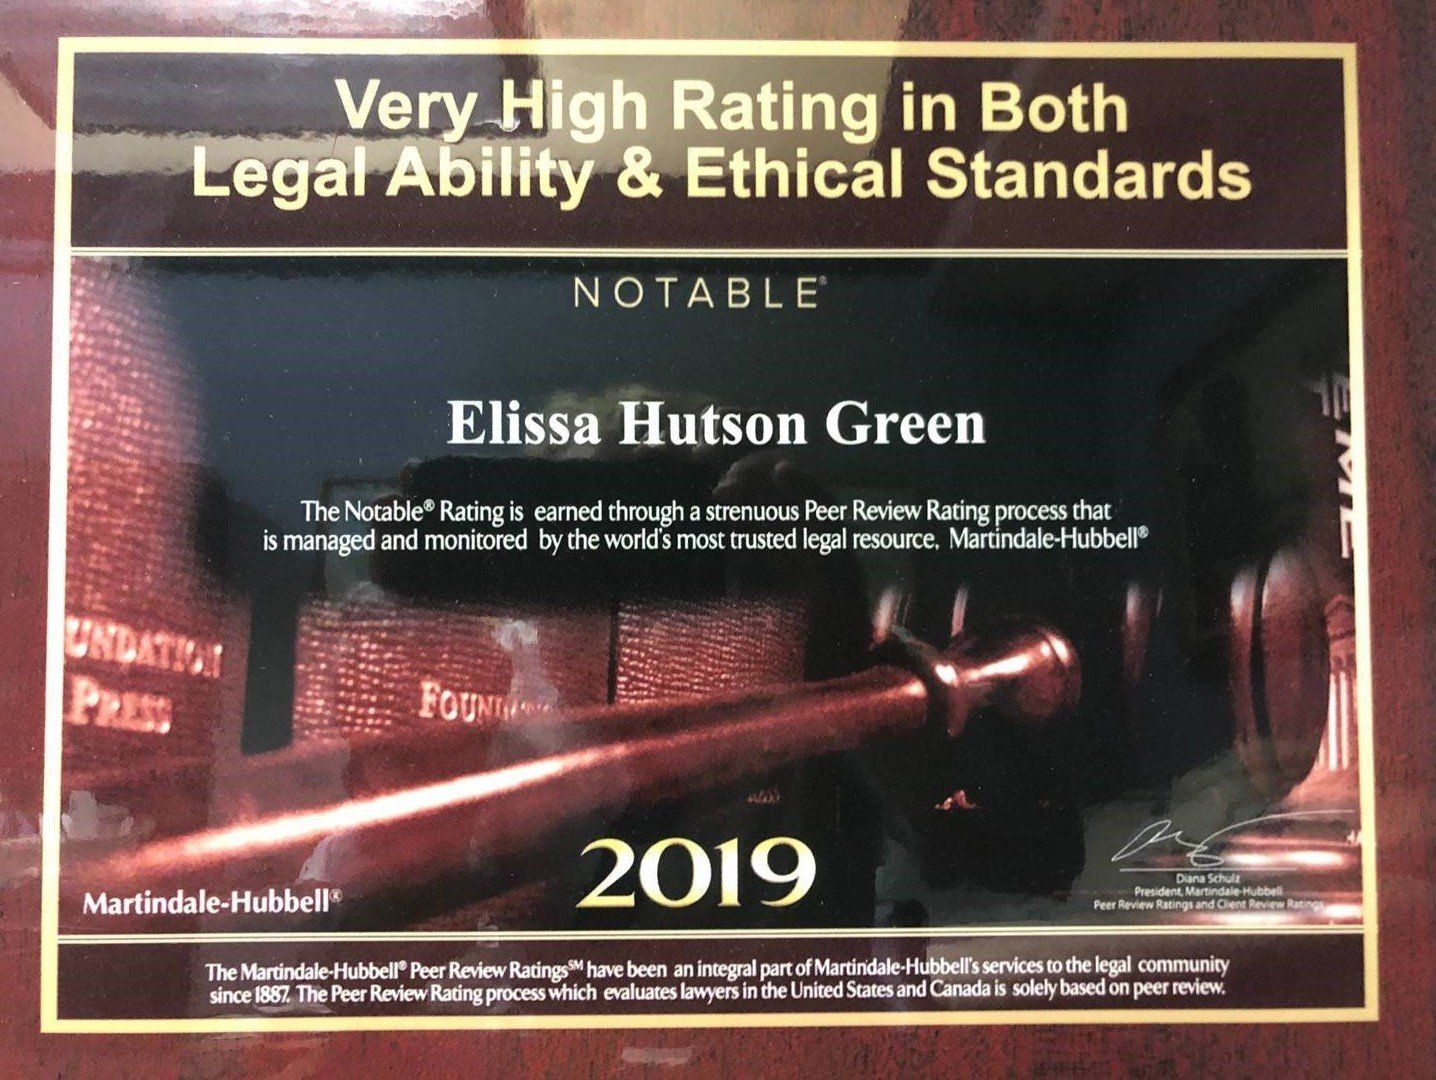 Very High Rating in Both
Legal Ability & Ethical Standards
NOTABLE®
Elissa Hutson Green
The Notable® Rating is earned through a strenuous Peer Review Rating process that
is managed and monitored by the world's most trusted legal resource, Martindale-Hubbell®
UNDATION
PRESS
FOUN
2019
Diana Schulz
President, Martindale-Hubbell
Peer Review Ratings and Client Review Ratings
Martindale-Hubbell®
The Martindale-Hubbell® Peer Review Ratings℠ have been an integral part of Martindale-Hubbell's services to the legal community
since 1887. The Peer Review Rating process which evaluates lawyers in the United States and Canada is solely based on peer review.